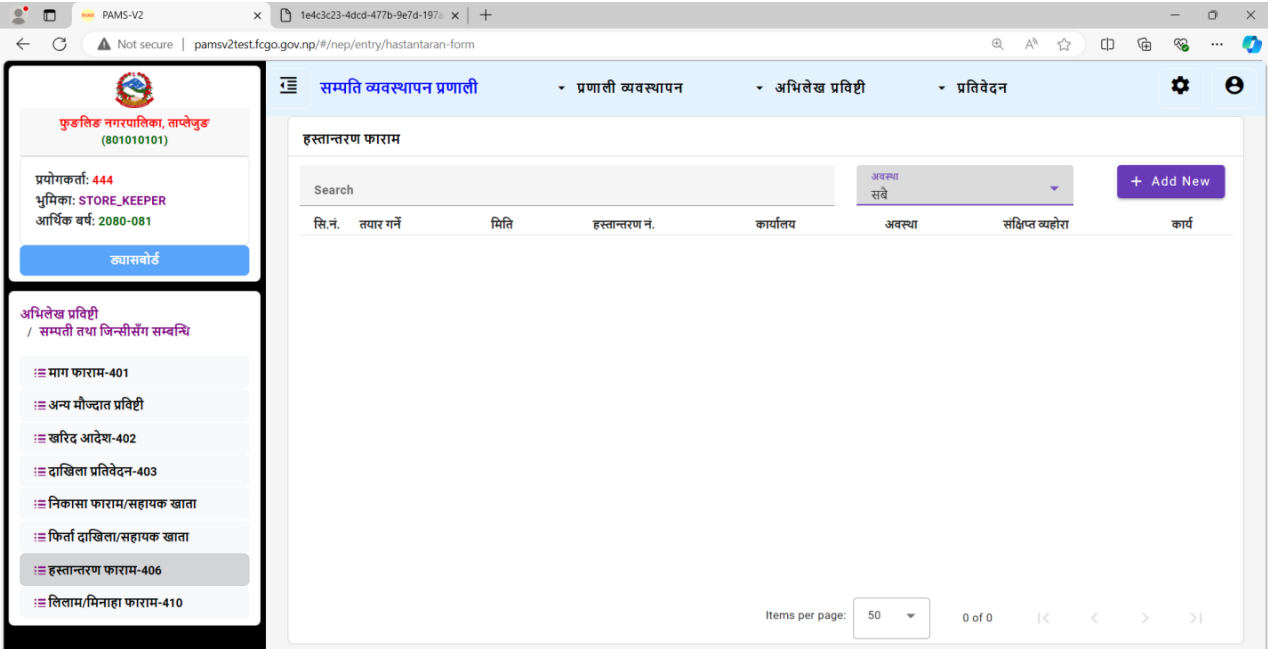 PAMS-V2
1e4c3c23-4dcd-477b-9e7d-197a
Not secure | pamsv2test.fcgo.gov.np/#/nep/entry/hastantaran-form
फुङलिङ नगरपालिका, ताप्लेजुङ
(801010101)
प्रयोगकर्ता: 444
भुमिका: STORE_KEEPER
आर्थिक बर्ष: 2080-081
ड्यासबोर्ड
अभिलेख प्रविष्टी
/ सम्पती तथा जिन्सीसँग सम्बन्धि
माग फाराम-401
अन्य मौज्दात प्रविष्टी
खरिद आदेश-402
दाखिला प्रतिवेदन-403
निकासा फाराम/सहायक खाता
फिर्ता दाखिला/सहायक खाता
हस्तान्तरण फाराम-406
लिलाम/मिनाहा फाराम-410
सम्पति व्यवस्थापन प्रणाली
प्रणाली व्यवस्थापन
अभिलेख प्रविष्टी
प्रतिवेदन
हस्तान्तरण फाराम
Search
अवस्था
सबै
+ Add New
सि.नं. तयार गर्ने मिति हस्तान्तरण नं. कार्यालय अवस्था संक्षिप्त व्यहोरा कार्य
Items per page: 50 0 of 0